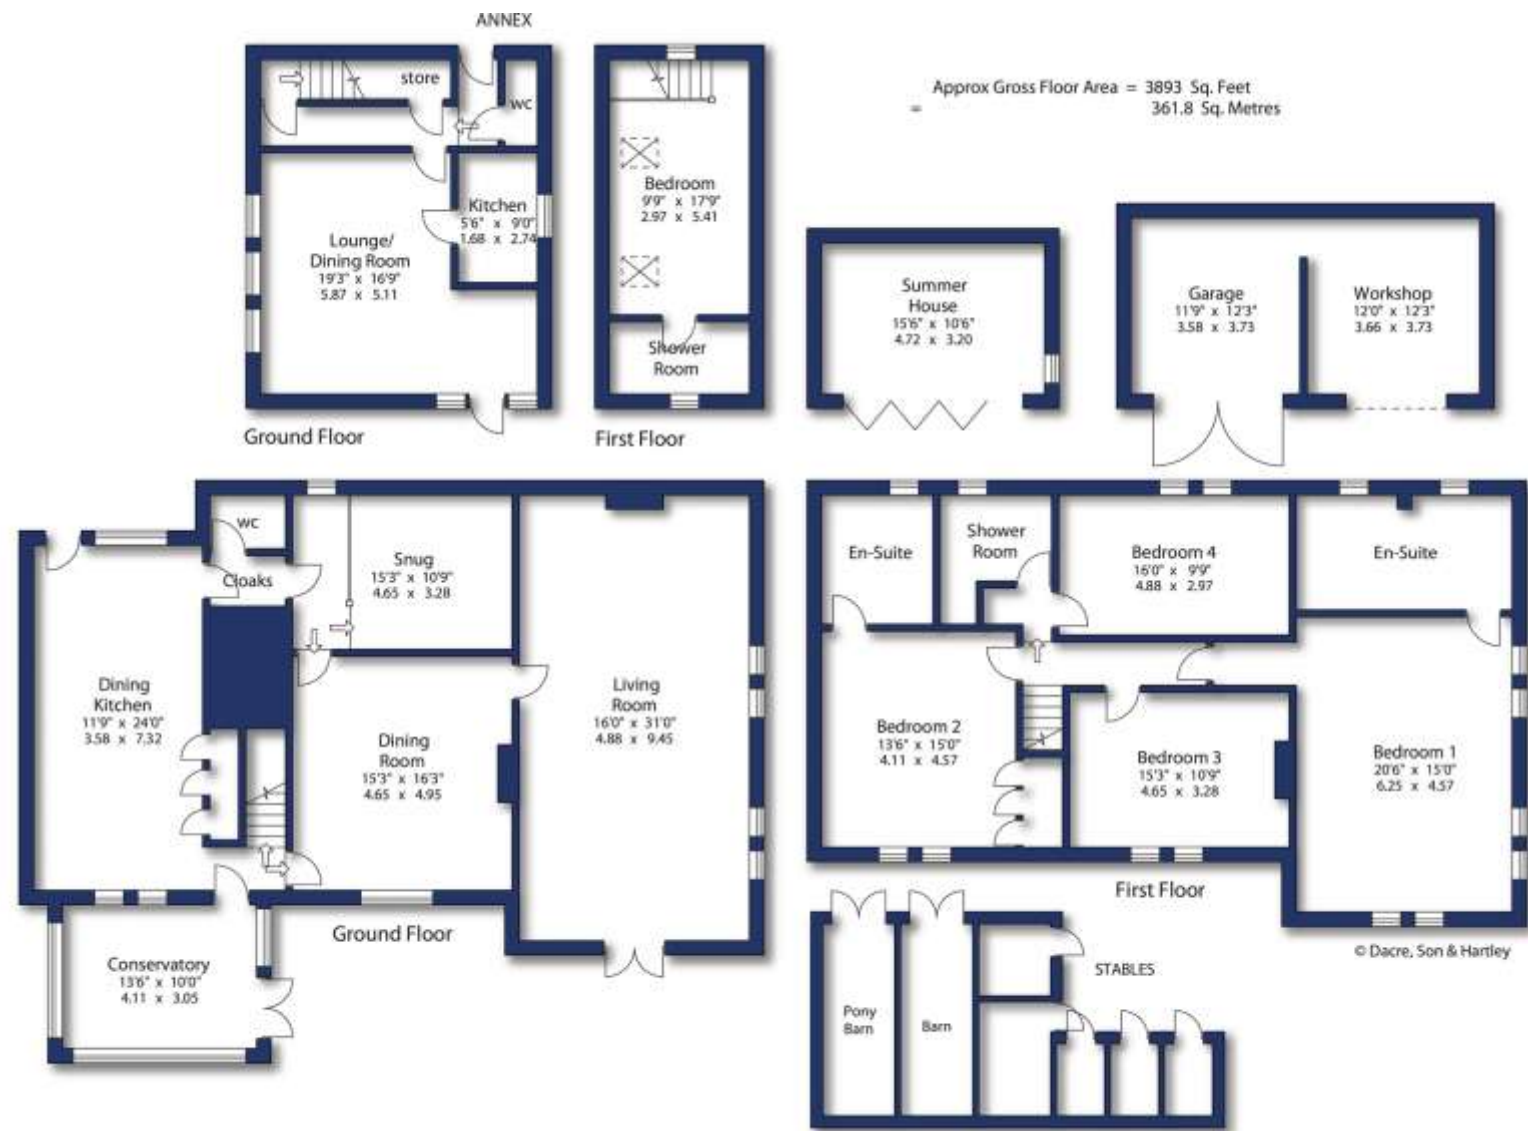 ANNEX
store
wc
Kitchen
5'6" x 9'0"
1.68 x 2.74
Lounge/
Dining Room
19'3" x 16'9"
5.87 x 5.11
Ground Floor
Bedroom
9'9" x 17'9"
2.97 x 5.41
Shower
Room
First Floor
Approx Gross Floor Area = 3893 Sq. Feet
= 361.8 Sq. Metres
Summer
House
15'6" x 10'6"
4.72 x 3.20
Garage
11'9" x 12'3"
3.58 x 3.73
Workshop
12'0" x 12'3"
3.66 x 3.73
wc
Cloaks
Snug
15'3" x 10'9"
4.65 x 3.28
Dining
Kitchen
11'9" x 24'0"
3.58 x 7.32
Dining
Room
15'3" x 16'3"
4.65 x 4.95
Living
Room
16'0" x 31'0"
4.88 x 9.45
Ground Floor
Conservatory
13'6" x 10'0"
4.11 x 3.05
En-Suite
Shower
Room
Bedroom 4
16'0" x 9'9"
4.88 x 2.97
En-Suite
Bedroom 2
13'6" x 15'0"
4.11 x 4.57
Bedroom 3
15'3" x 10'9"
4.65 x 3.28
Bedroom 1
20'6" x 15'0"
6.25 x 4.57
First Floor
© Dacre, Son & Hartley
STABLES
Pony
Barn
Barn